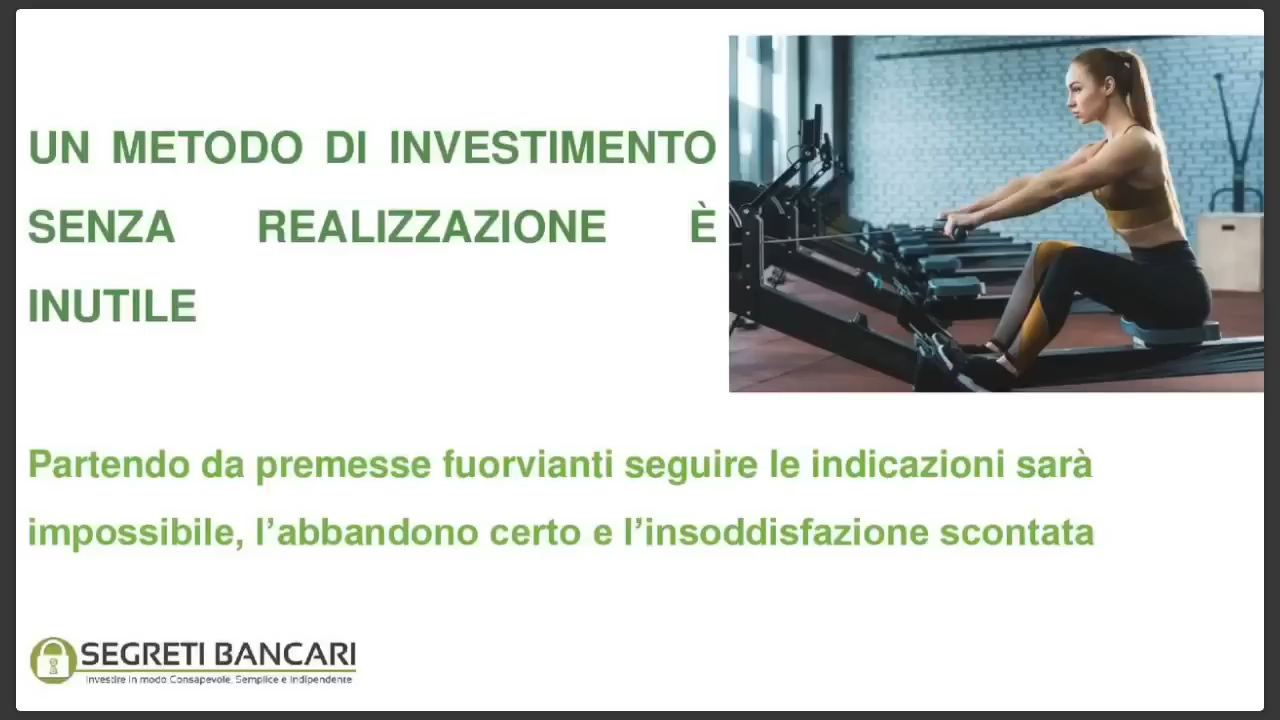 UN METODO DI INVESTIMENTO
SENZA REALIZZAZIONE È
INUTILE
Partendo da premesse fuorvianti seguire le indicazioni sarà
impossibile, l’abbandono certo e l’insoddisfazione scontata
SEGRETI BANCARI
Investire in modo Consapevole, Semplice e Indipendente